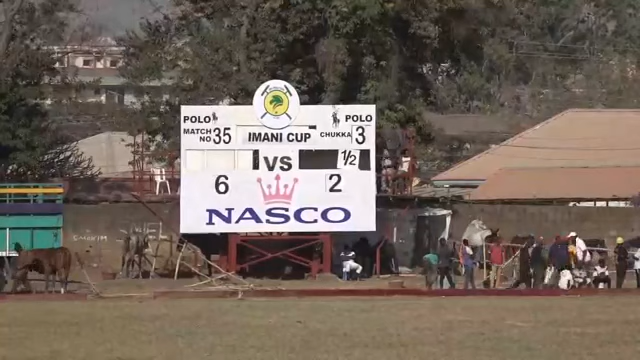 POLO POLO
MATCH NO 35 IMANI CUP CHUKKA 3
VS ½
6 2
NASCO